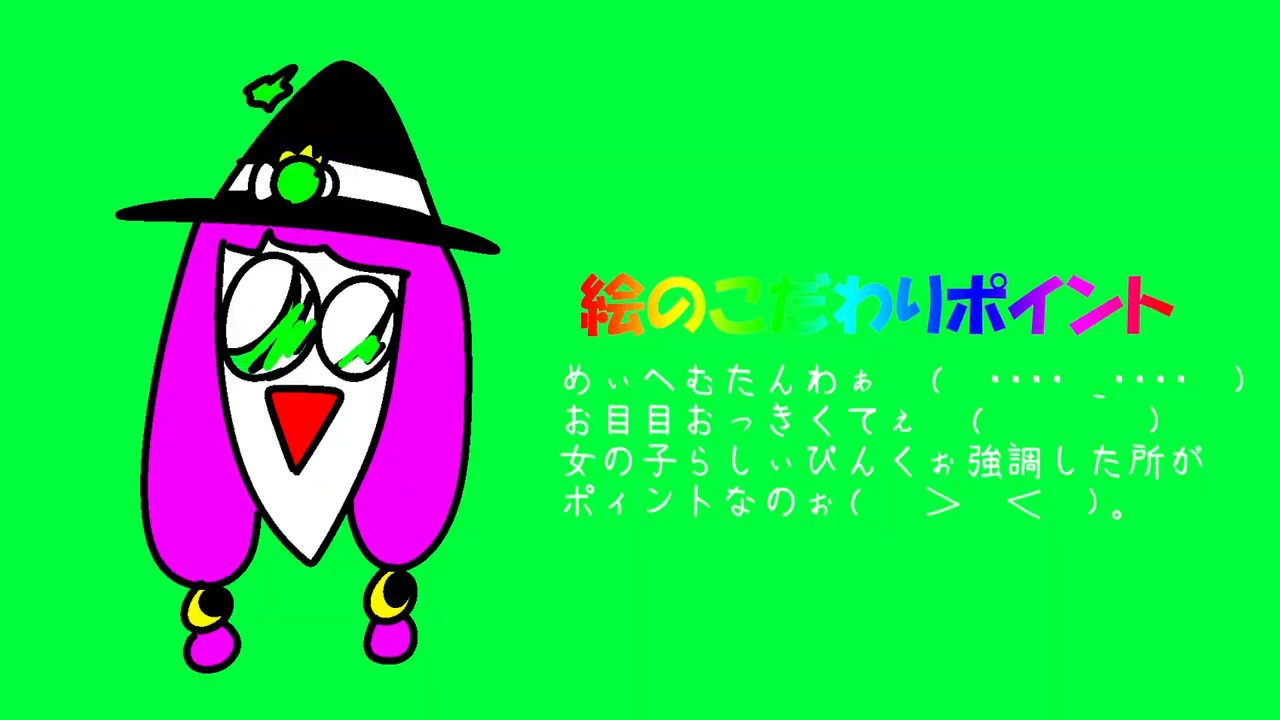 絵のこだわりポイント
めぃへむたんわぁ ( ‥‥ _ ‥‥ )
お目目おっきくてぇ ( )
女の子らしぃぴんくぉ強調した所が
ポィントなのぉ( ＞ ＜ )。